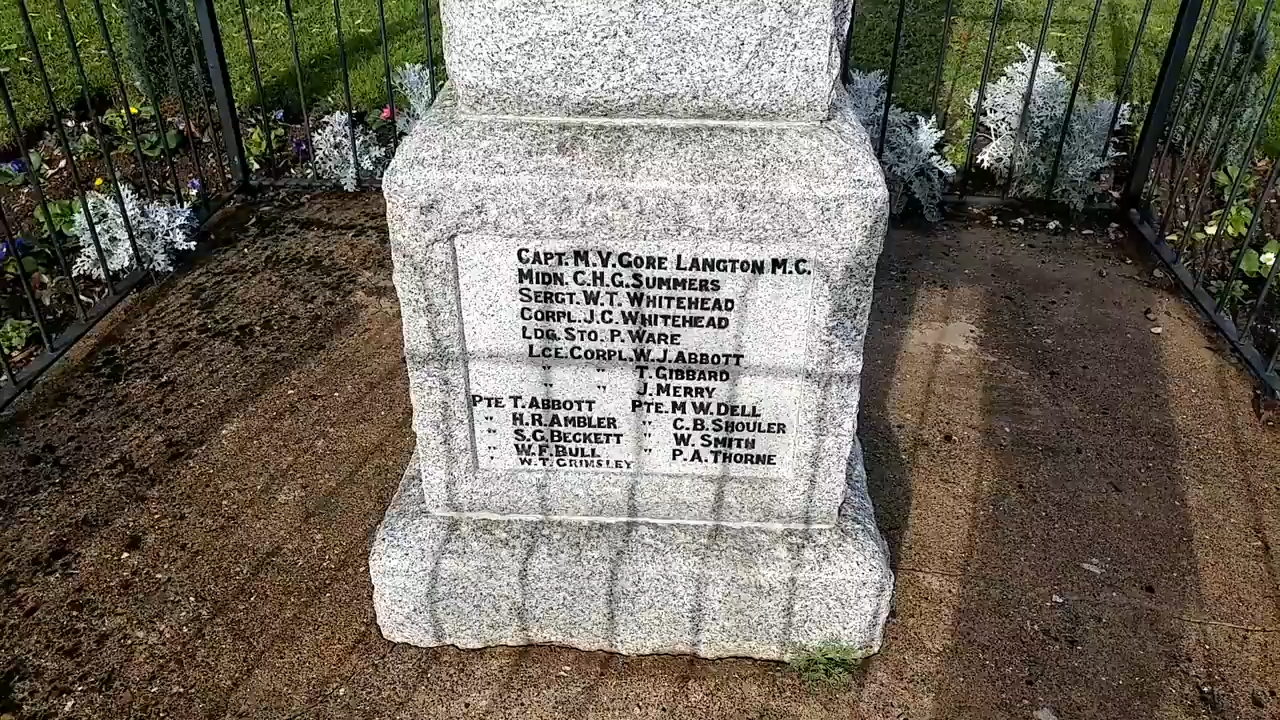 CAPT. M.V. GORE LANGTON M.C.
MIDN. C.H.G. SUMMERS
SERGT. W.T. WHITEHEAD
CORPL. J.C. WHITEHEAD
LDG. STO. P. WARE
LCE. CORPL. W.J. ABBOTT
" " T. GIBBARD
" " J. MERRY
PTE T. ABBOTT PTE. M W. DELL
" H.R. AMBLER " C.B. SHOULER
" S.G. BECKETT " W. SMITH
" W.F. BULL " P.A. THORNE
W.T. GRIMSLEY